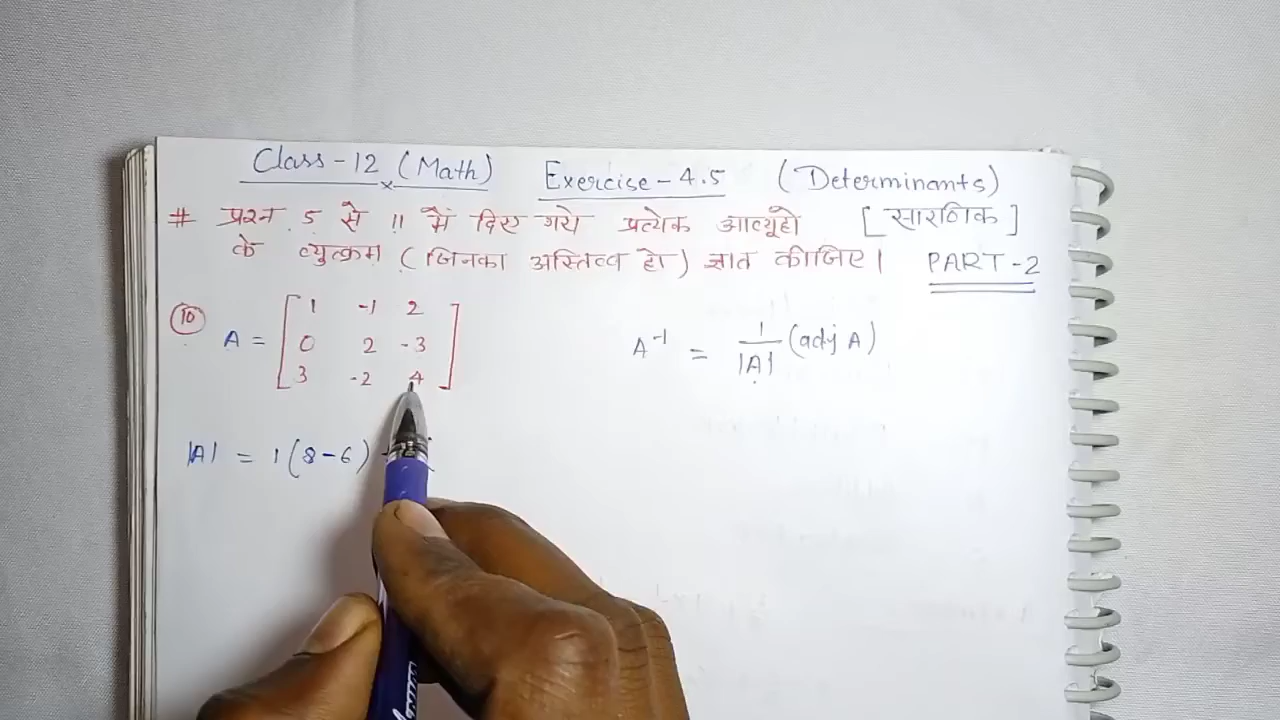 Class-12 (Math) Exercise-4.5 (Determinants)
# प्रश्न 5 से 11 में दिए गये प्रत्येक आव्यूहो [सारणिक]
के व्युत्क्रम (जिनका अस्तित्व हो) ज्ञात कीजिए। PART-2
10
A = [1 -1 2
0 2 -3
3 -2 4]
A⁻¹ = 1/|A| (adj A)
|A| = 1(8-6)